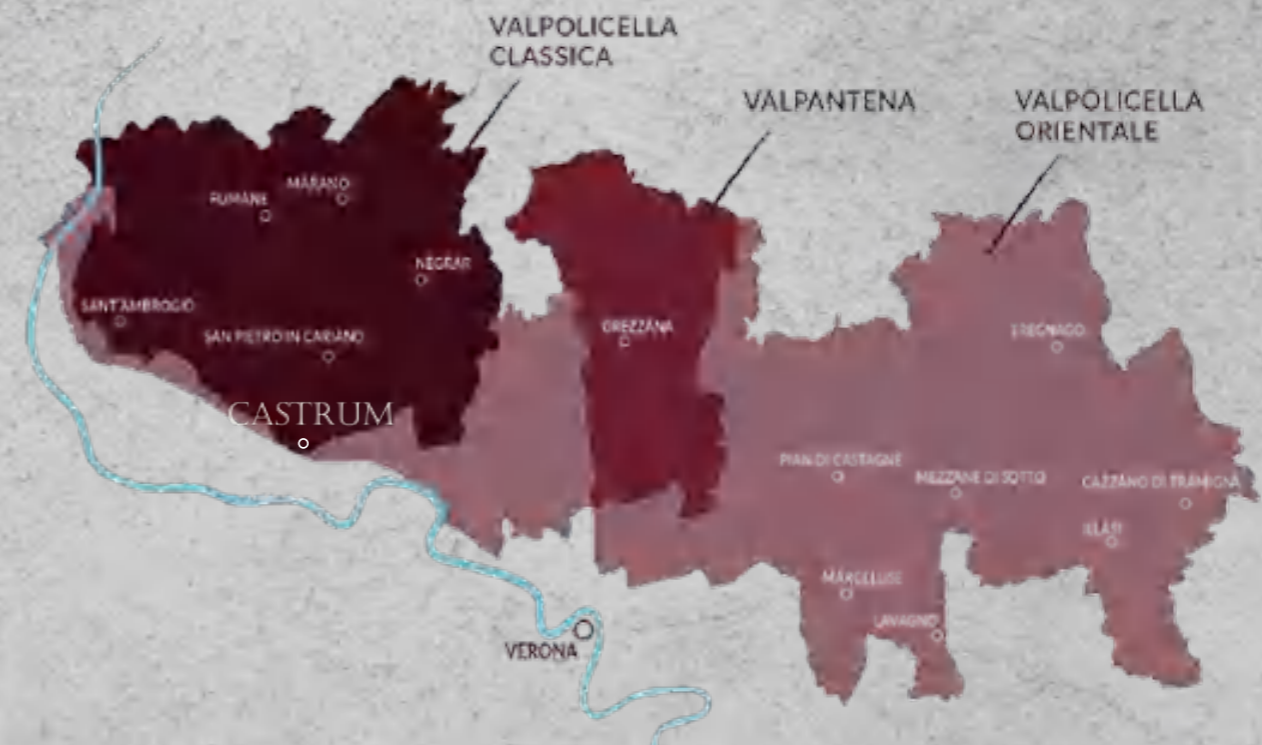 VALPOLICELLA
CLASSICA
VALPANTENA
VALPOLICELLA
ORIENTALE
FUMANE
MARANO
NEGRAR
SANT'AMBROGIO
SAN PIETRO IN CARIANO
CASTRUM
GREZZANA
TREGNAGO
PIAN DI CASTAGNÈ
MEZZANE DI SOTTO
CAZZANO DI TRAMIGNA
ILLASI
MARCELLISE
LAVAGNO
VERONA